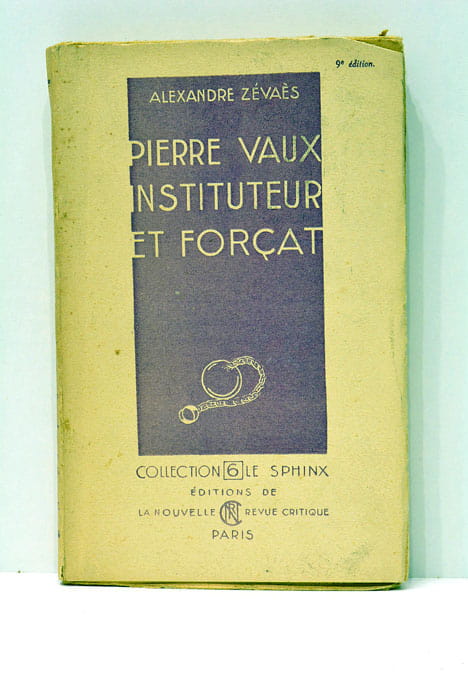 9e édition.
ALEXANDRE ZÉVAÈS
PIERRE VAUX
INSTITUTEUR
ET FORÇAT
COLLECTION 6 LE SPHINX
ÉDITIONS DE
LA NOUVELLE NRC REVUE CRITIQUE
PARIS